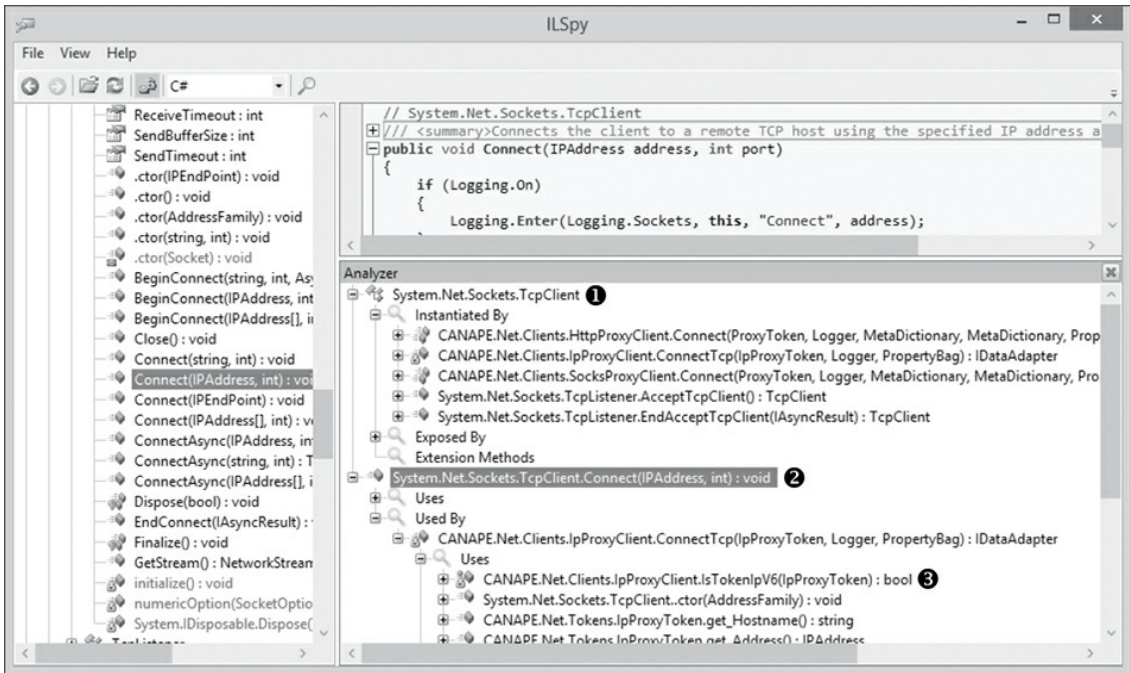 ILSpy
File View Help
C#
ReceiveTimeout : int
SendBufferSize : int
SendTimeout : int
.ctor(IPEndPoint) : void
.ctor() : void
.ctor(AddressFamily) : void
.ctor(string, int) : void
.ctor(Socket) : void
BeginConnect(string, int, Asy
BeginConnect(IPAddress, int
BeginConnect(IPAddress[], i
Close() : void
Connect(string, int) : void
Connect(IPAddress, int) : voi
Connect(IPEndPoint) : void
Connect(IPAddress[], int) : v
ConnectAsync(IPAddress, in
ConnectAsync(string, int) : T
ConnectAsync(IPAddress[], i
Dispose(bool) : void
EndConnect(IAsyncResult) :
Finalize() : void
GetStream() : NetworkStream
initialize() : void
numericOption(SocketOptio
System.IDisposable.Dispose(
TcpListener
// System.Net.Sockets.TcpClient
/// <summary>Connects the client to a remote TCP host using the specified IP address a
public void Connect(IPAddress address, int port)
{
if (Logging.On)
{
Logging.Enter(Logging.Sockets, this, "Connect", address);
Analyzer
System.Net.Sockets.TcpClient ❶
Instantiated By
CANAPE.Net.Clients.HttpProxyClient.Connect(ProxyToken, Logger, MetaDictionary, MetaDictionary, Prop
CANAPE.Net.Clients.IpProxyClient.ConnectTcp(IpProxyToken, Logger, PropertyBag) : IDataAdapter
CANAPE.Net.Clients.SocksProxyClient.Connect(ProxyToken, Logger, MetaDictionary, MetaDictionary, Pro
System.Net.Sockets.TcpListener.AcceptTcpClient() : TcpClient
System.Net.Sockets.TcpListener.EndAcceptTcpClient(IAsyncResult) : TcpClient
Exposed By
Extension Methods
System.Net.Sockets.TcpClient.Connect(IPAddress, int) : void ❷
Uses
Used By
CANAPE.Net.Clients.IpProxyClient.ConnectTcp(IpProxyToken, Logger, PropertyBag) : IDataAdapter
Uses
CANAPE.Net.Clients.IpProxyClient.IsTokenIpV6(IpProxyToken) : bool ❸
System.Net.Sockets.TcpClient..ctor(AddressFamily) : void
CANAPE.Net.Tokens.IpProxyToken.get_Hostname() : string
CANAPE.Net.Tokens.IpProxyToken.get_Address() : IPAddress